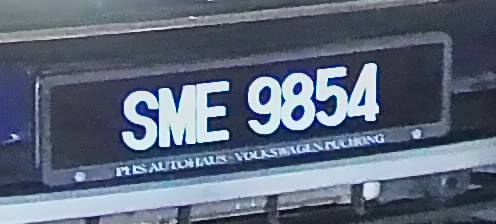 SME 9854
PHS AUTOHAUS - VOLKSWAGEN PUCHONG